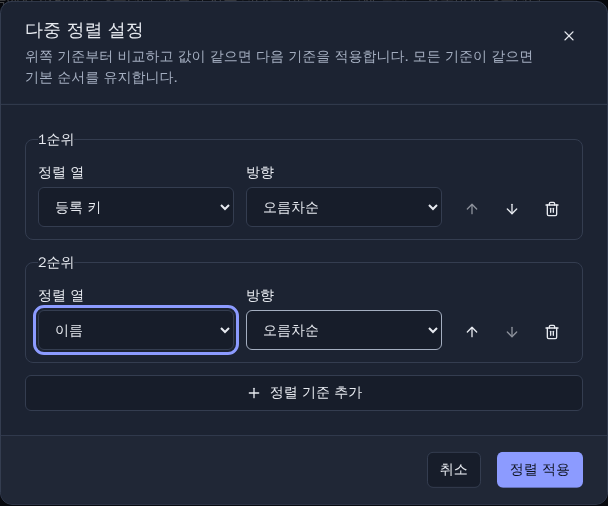 다중 정렬 설정
위쪽 기준부터 비교하고 값이 같으면 다음 기준을 적용합니다. 모든 기준이 같으면
기본 순서를 유지합니다.
1순위
정렬 열 방향
등록 키 오름차순
2순위
정렬 열 방향
이름 오름차순
정렬 기준 추가
취소 정렬 적용